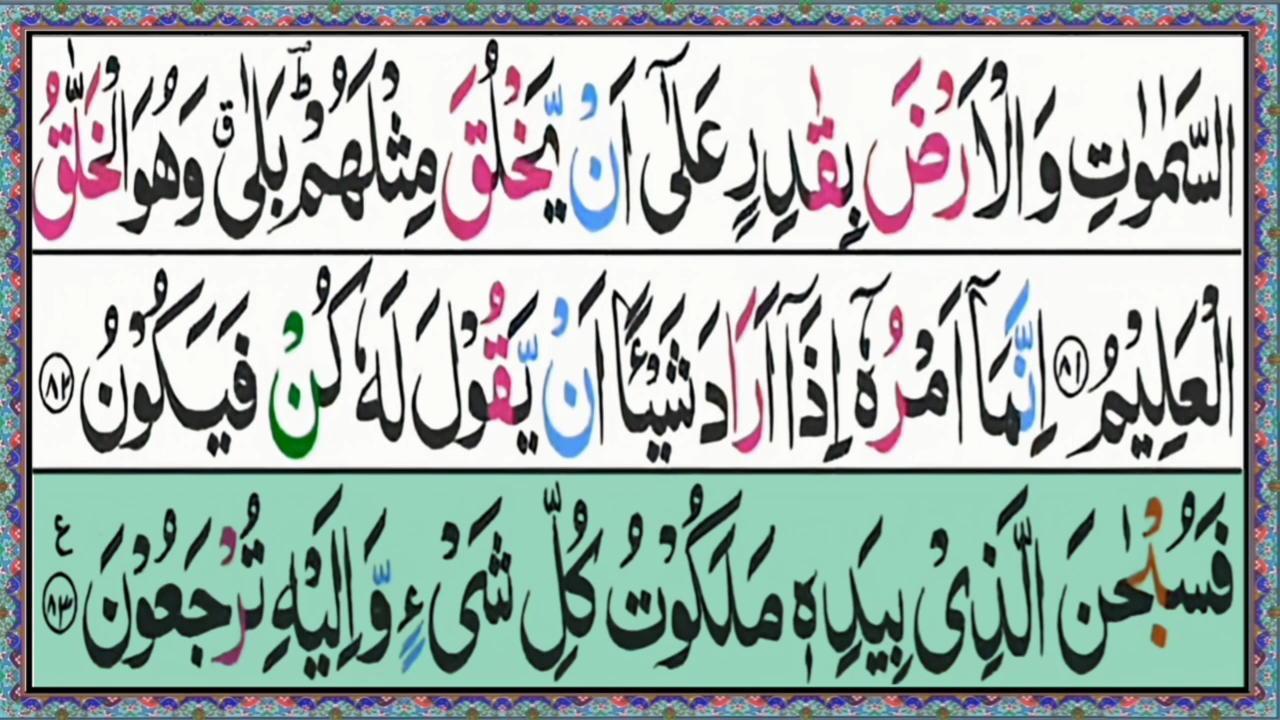 السَّمٰوٰتِ وَ الْاَرْضَ بِقٰدِرٍ عَلٰۤى اَنْ يَّخْلُقَ مِثْلَهُمْؕ بَلٰىۗ وَهُوَ الْخَلّٰقُ
الْعَلِيْمُ ﴿۸۱﴾ اِنَّمَاۤ اَمْرُهٗۤ اِذَاۤ اَرَادَ شَيْـًٔا اَنْ يَّقُوْلَ لَهٗ كُنْ فَيَكُوْنُ ﴿۸۲﴾
فَسُبْحٰنَ الَّذِىْ بِيَدِهٖ مَلَكُوْتُ كُلِّ شَىْءٍ وَّ اِلَيْهِ تُرْجَعُوْنَ ﴿۸۳﴾ ع